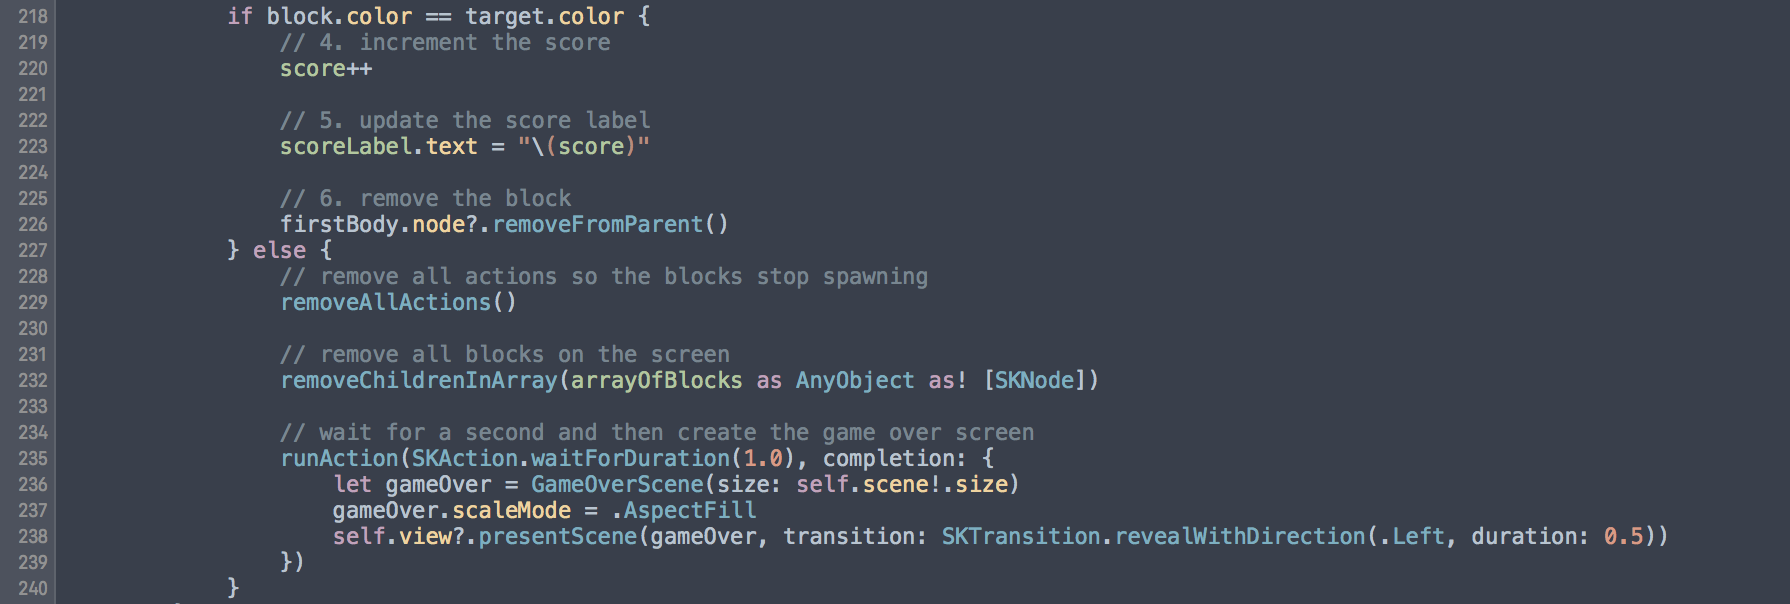 218 if block.color == target.color {
219 // 4. increment the score
220 score++
221
222 // 5. update the score label
223 scoreLabel.text = "\(score)"
224
225 // 6. remove the block
226 firstBody.node?.removeFromParent()
227 } else {
228 // remove all actions so the blocks stop spawning
229 removeAllActions()
230
231 // remove all blocks on the screen
232 removeChildrenInArray(arrayOfBlocks as AnyObject as! [SKNode])
233
234 // wait for a second and then create the game over screen
235 runAction(SKAction.waitForDuration(1.0), completion: {
236 let gameOver = GameOverScene(size: self.scene!.size)
237 gameOver.scaleMode = .AspectFill
238 self.view?.presentScene(gameOver, transition: SKTransition.revealWithDirection(.Left, duration: 0.5))
239 })
240 }